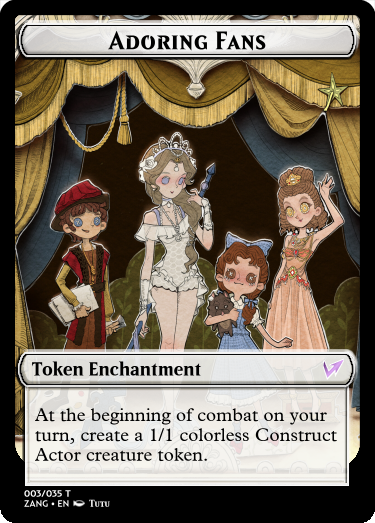 Adoring Fans
Token Enchantment
At the beginning of combat on your
turn, create a 1/1 colorless Construct
Actor creature token.
003/035 T
ZANG • EN Tutu